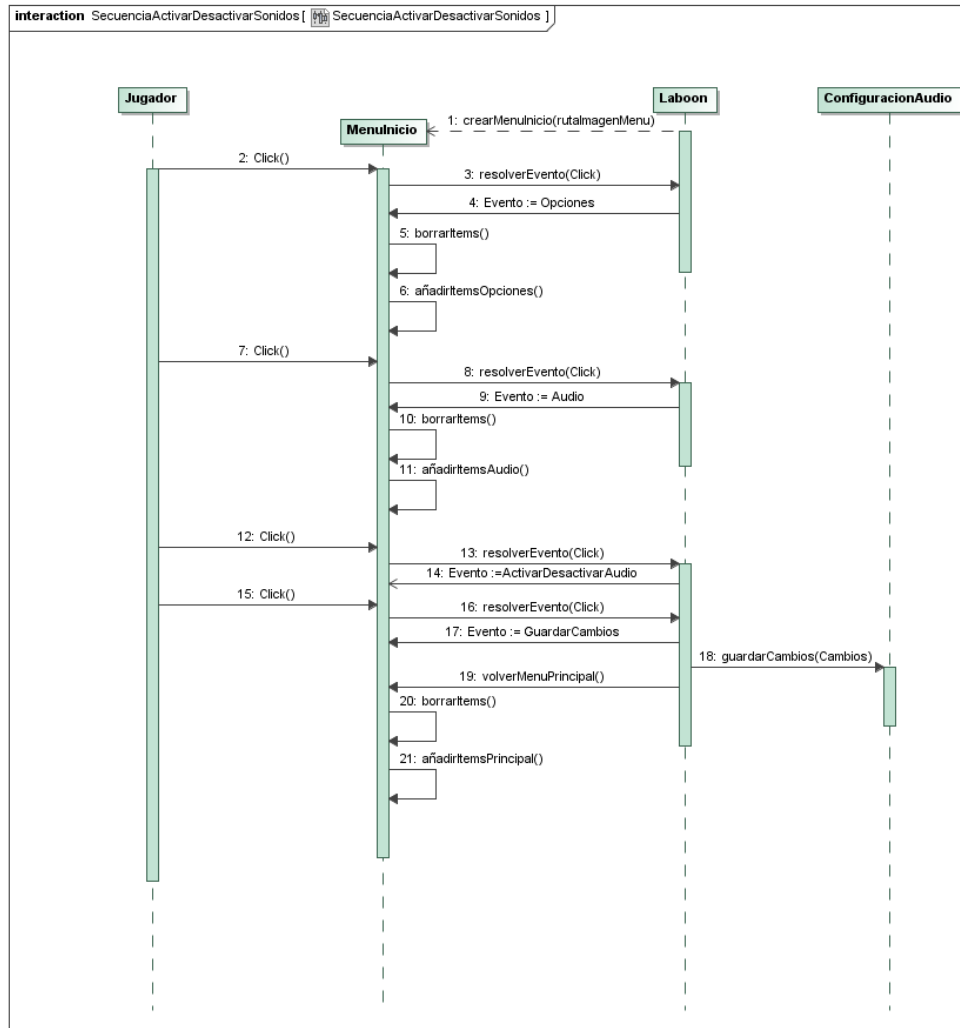 interaction SecuenciaActivarDesactivarSonidos [ SecuenciaActivarDesactivarSonidos ]
Jugador
Laboon
ConfiguracionAudio
MenuInicio
1: crearMenuInicio(rutaImagenMenu)
2: Click()
3: resolverEvento(Click)
4: Evento := Opciones
5: borrarItems()
6: añadirItemsOpciones()
7: Click()
8: resolverEvento(Click)
9: Evento := Audio
10: borrarItems()
11: añadirItemsAudio()
12: Click()
13: resolverEvento(Click)
14: Evento :=ActivarDesactivarAudio
15: Click()
16: resolverEvento(Click)
17: Evento := GuardarCambios
18: guardarCambios(Cambios)
19: volverMenuPrincipal()
20: borrarItems()
21: añadirItemsPrincipal()